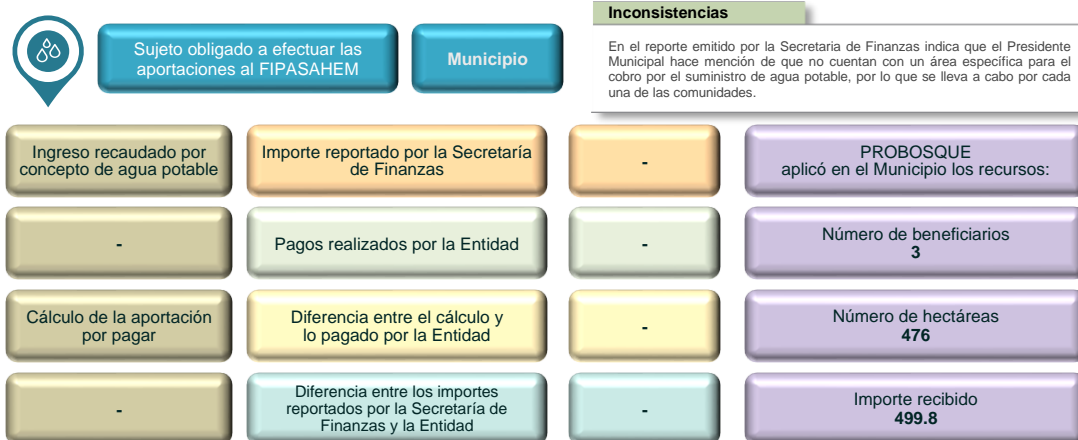 Sujeto obligado a efectuar las
aportaciones al FIPASAHEM
Municipio
Inconsistencias
En el reporte emitido por la Secretaria de Finanzas indica que el Presidente
Municipal hace mención de que no cuentan con un área específica para el
cobro por el suministro de agua potable, por lo que se lleva a cabo por cada
una de las comunidades.
Ingreso recaudado por
concepto de agua potable
Importe reportado por la Secretaría
de Finanzas
-
PROBOSQUE
aplicó en el Municipio los recursos:
-
Pagos realizados por la Entidad
-
Número de beneficiarios
3
Cálculo de la aportación
por pagar
Diferencia entre el cálculo y
lo pagado por la Entidad
-
Número de hectáreas
476
-
Diferencia entre los importes
reportados por la Secretaría de
Finanzas y la Entidad
-
Importe recibido
499.8